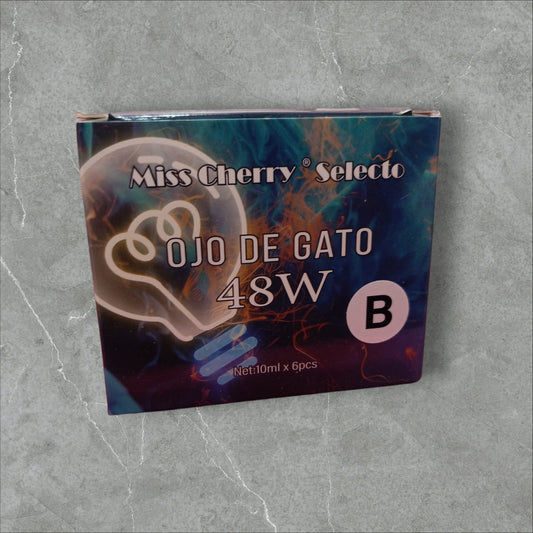 Miss Cherry ® Selecto
OJO DE GATO
48W
B
Net:10ml x 6pcs